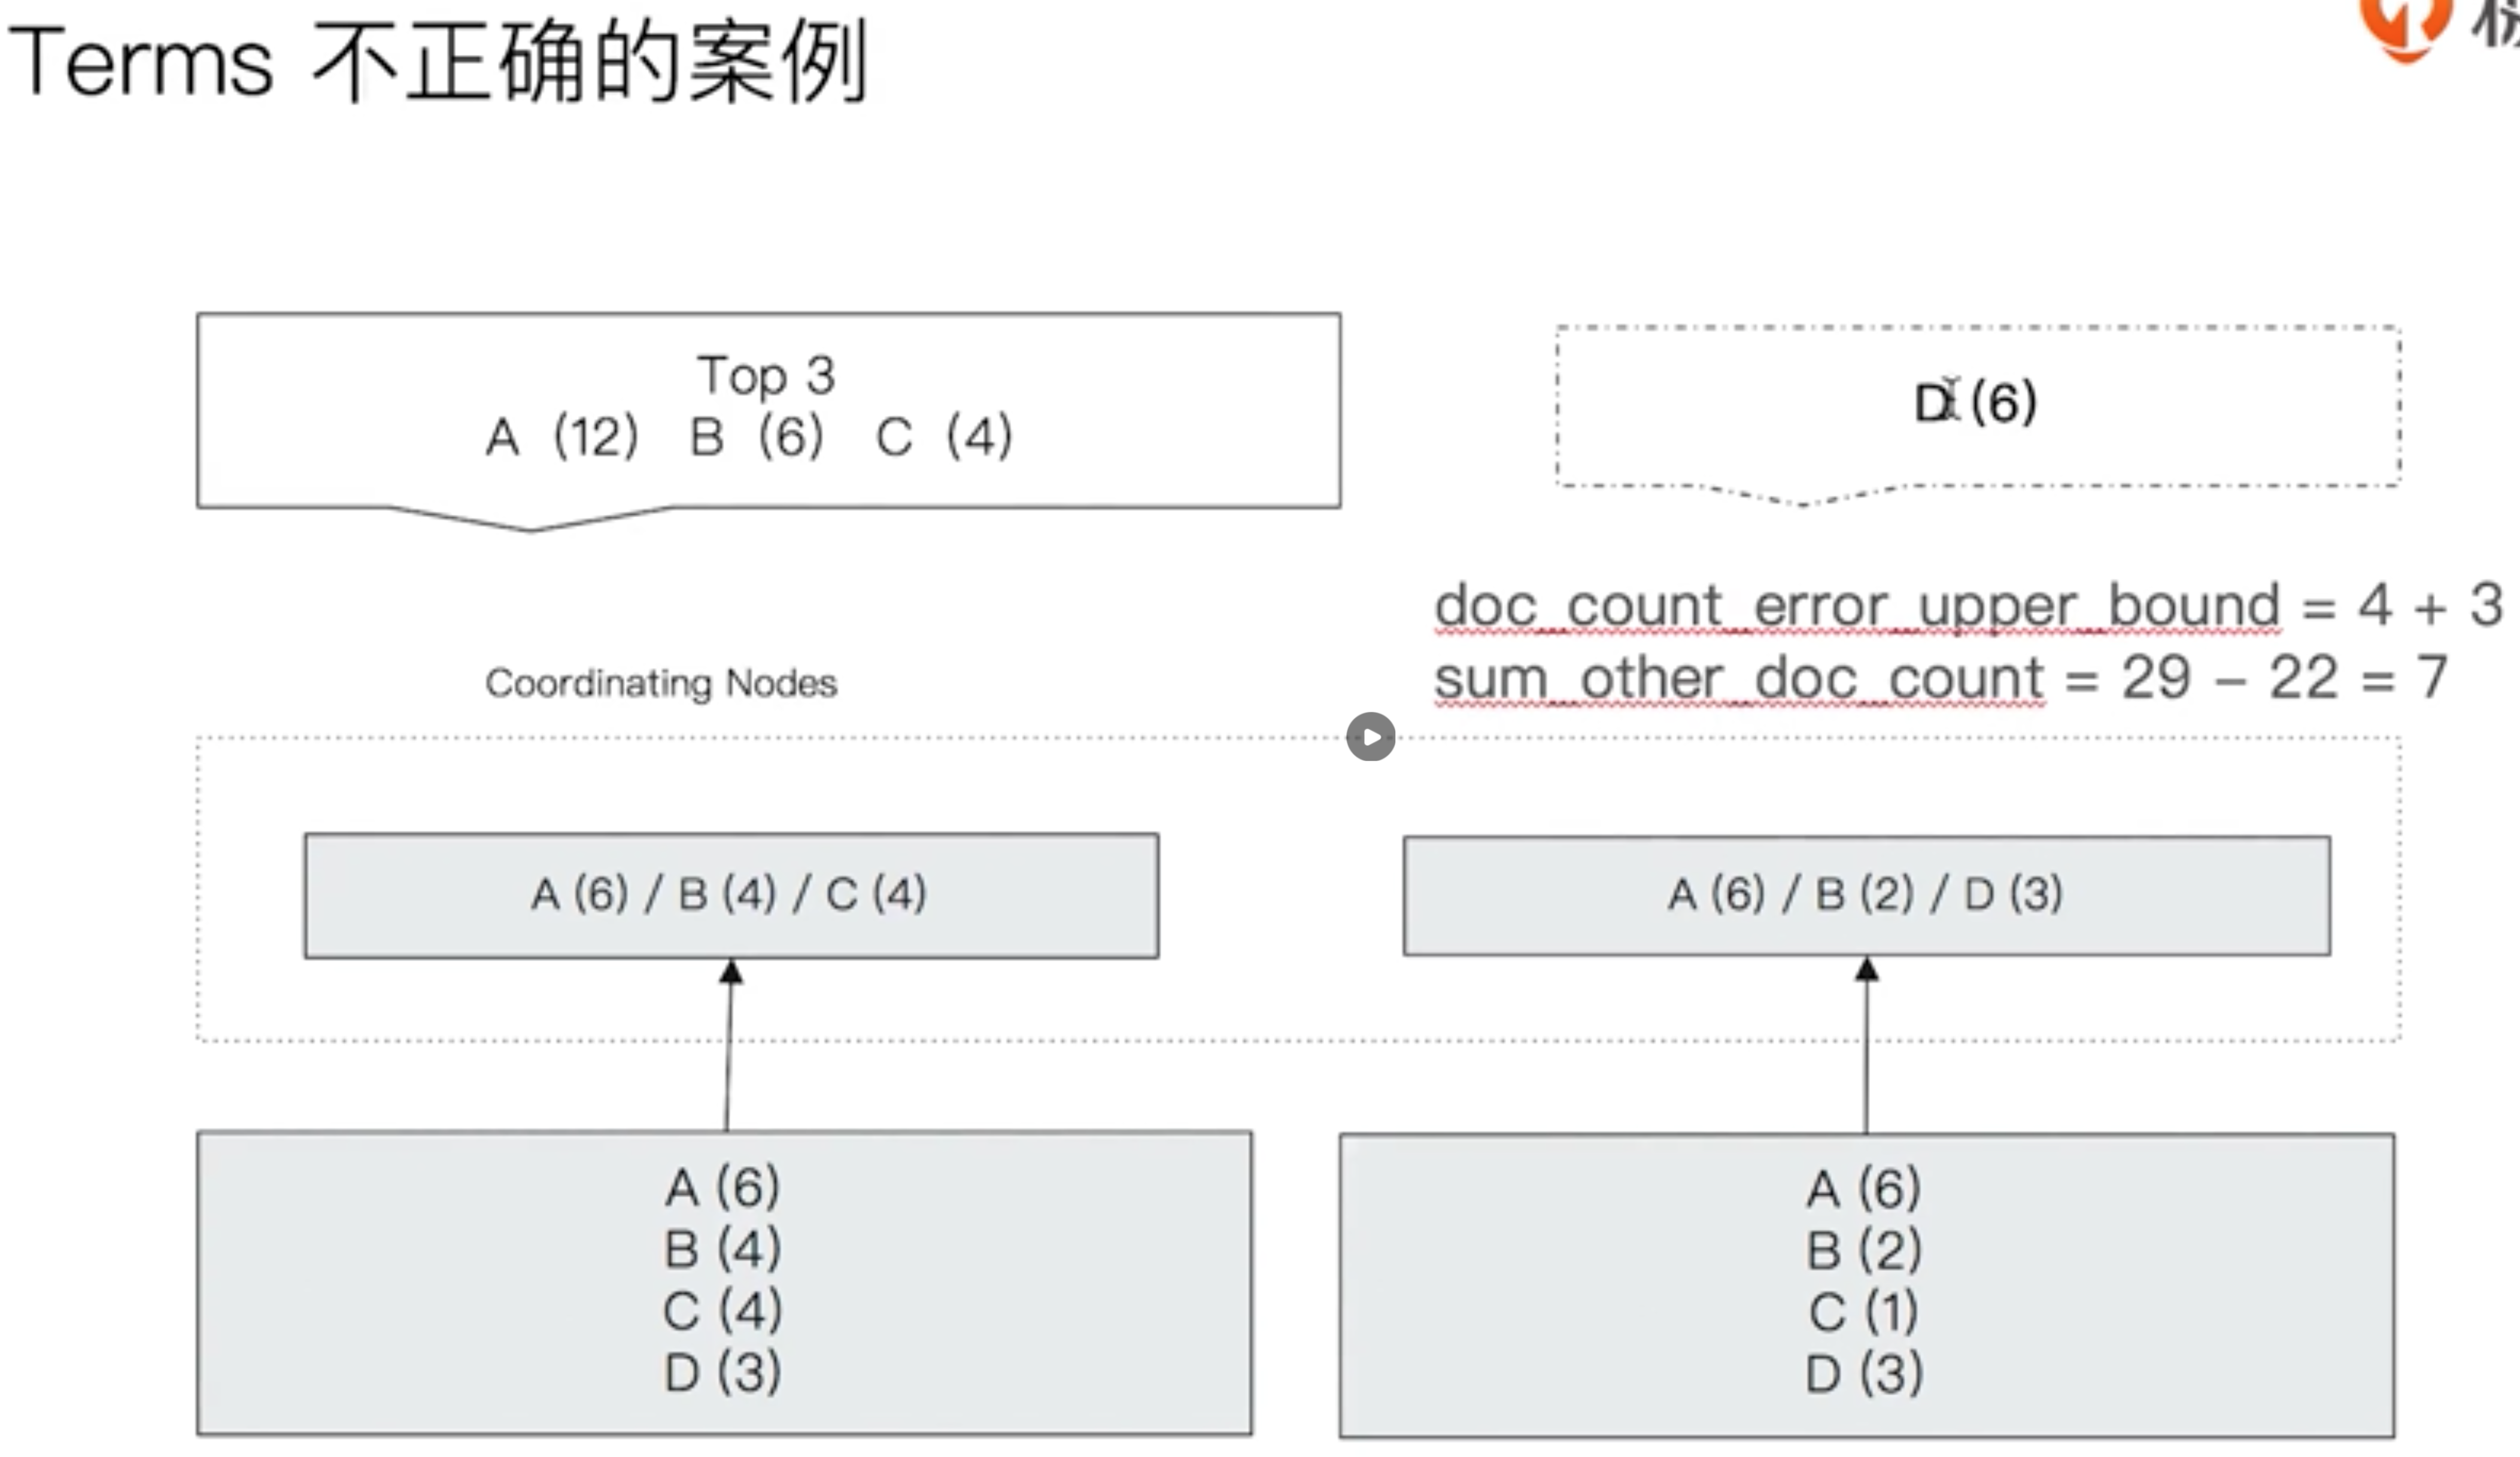 Terms 不正确的案例
Top 3
A (12) B (6) C (4)
D (6)
doc_count_error_upper_bound = 4 + 3
sum_other_doc_count = 29 - 22 = 7
Coordinating Nodes
A (6) / B (4) / C (4)
A (6) / B (2) / D (3)
A (6)
B (4)
C (4)
D (3)
A (6)
B (2)
C (1)
D (3)